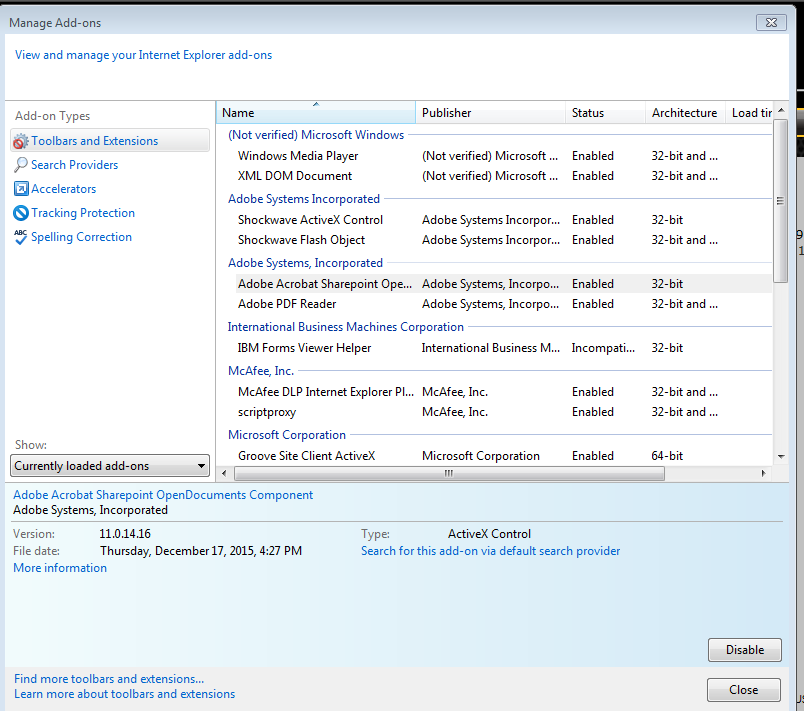 Manage Add-ons
View and manage your Internet Explorer add-ons
Add-on Types
Toolbars and Extensions
Search Providers
Accelerators
Tracking Protection
ABC Spelling Correction
Show:
Currently loaded add-ons
Name Publisher Status Architecture Load tir
(Not verified) Microsoft Windows
Windows Media Player (Not verified) Microsoft ... Enabled 32-bit and ...
XML DOM Document (Not verified) Microsoft ... Enabled 32-bit and ...
Adobe Systems Incorporated
Shockwave ActiveX Control Adobe Systems Incorpor... Enabled 32-bit
Shockwave Flash Object Adobe Systems Incorpor... Enabled 32-bit
Adobe Systems, Incorporated
Adobe Acrobat Sharepoint Ope... Adobe Systems, Incorpo... Enabled 32-bit
Adobe PDF Reader Adobe Systems, Incorpo... Enabled 32-bit and ...
International Business Machines Corporation
IBM Forms Viewer Helper International Business M... Incompati... 32-bit
McAfee, Inc.
McAfee DLP Internet Explorer Pl... McAfee, Inc. Enabled 32-bit and ...
scriptproxy McAfee, Inc. Enabled 32-bit and ...
Microsoft Corporation
Groove Site Client ActiveX Microsoft Corporation Enabled 64-bit
Adobe Acrobat Sharepoint OpenDocuments Component
Adobe Systems, Incorporated
Version: 11.0.14.16 Type: ActiveX Control
File date: Thursday, December 17, 2015, 4:27 PM Search for this add-on via default search provider
More information
Disable
Find more toolbars and extensions...
Learn more about toolbars and extensions
Close